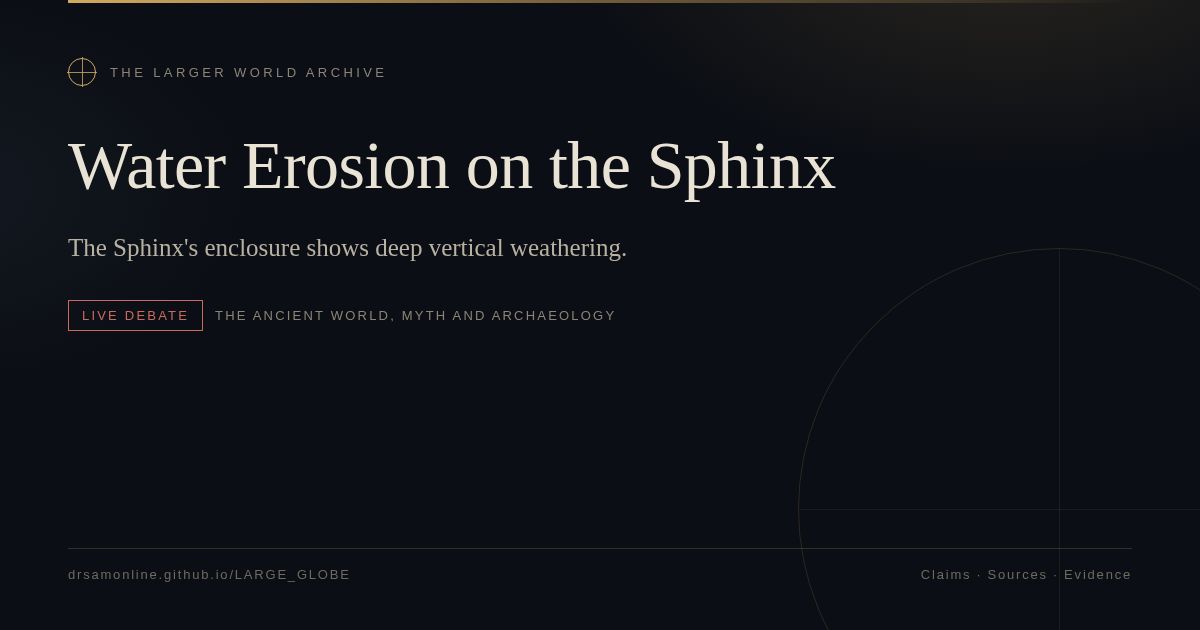 THE LARGER WORLD ARCHIVE
Water Erosion on the Sphinx
The Sphinx's enclosure shows deep vertical weathering.
LIVE DEBATE THE ANCIENT WORLD, MYTH AND ARCHAEOLOGY
drsamonline.github.io/LARGE_GLOBE Claims · Sources · Evidence